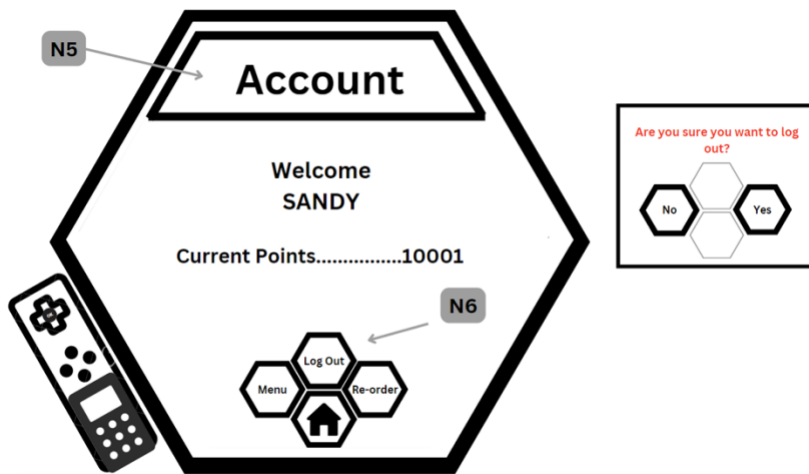 N5
Account
Welcome
SANDY
Current Points................10001
N6
Log Out
Menu
Re-order
Are you sure you want to log
out?
No
Yes